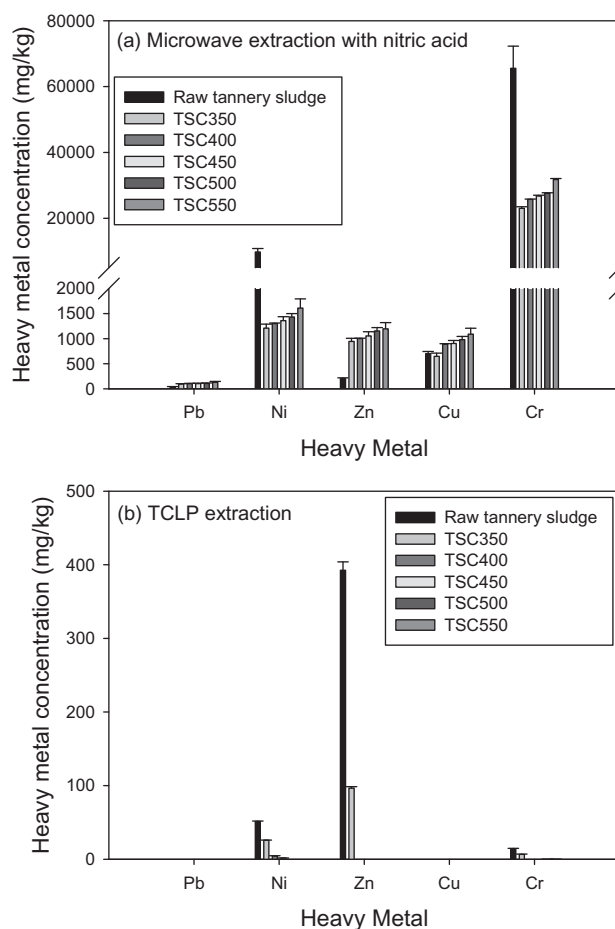 (a) Microwave extraction with nitric acid
Heavy metal concentration (mg/kg)
80000
60000
40000
20000
2000
1500
1000
500
0
Raw tannery sludge
TSC350
TSC400
TSC450
TSC500
TSC550
Pb Ni Zn Cu Cr
Heavy Metal
(b) TCLP extraction
Heavy metal concentration (mg/kg)
500
400
300
200
100
0
Raw tannery sludge
TSC350
TSC400
TSC450
TSC500
TSC550
Pb Ni Zn Cu Cr
Heavy Metal